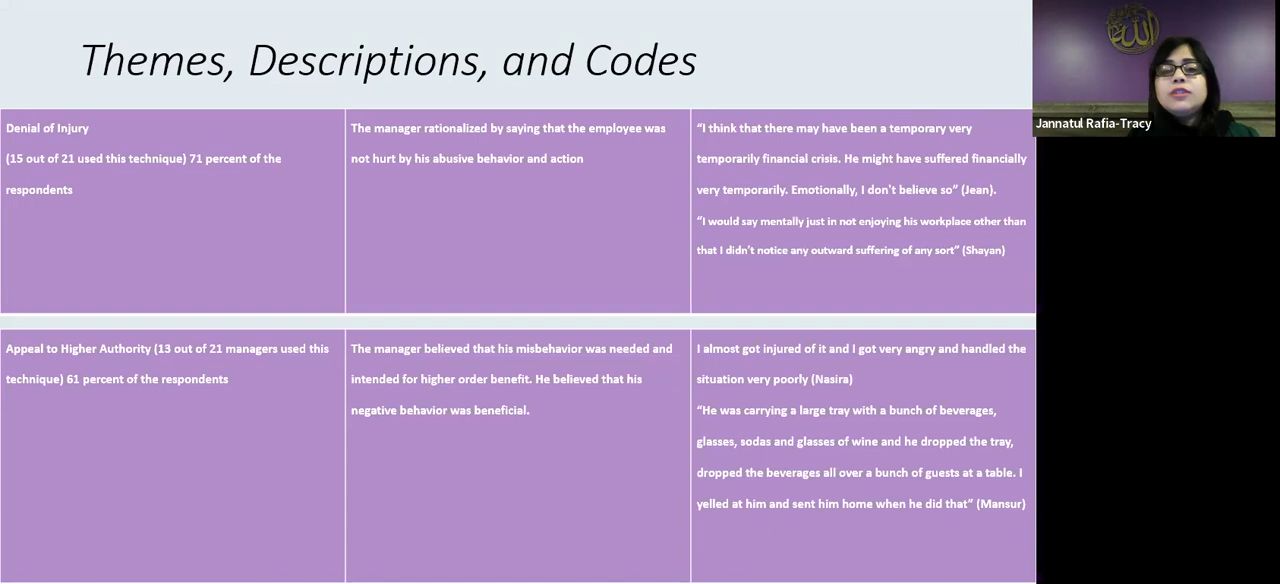 Themes, Descriptions, and Codes
Jannatul Rafia-Tracy
Denial of Injury
(15 out of 21 used this technique) 71 percent of the
respondents
The manager rationalized by saying that the employee was
not hurt by his abusive behavior and action
“I think that there may have been a temporary very
temporarily financial crisis. He might have suffered financially
very temporarily. Emotionally, I don't believe so” (Jean).
“I would say mentally just in not enjoying his workplace other than
that I didn't notice any outward suffering of any sort” (Shayan)
Appeal to Higher Authority (13 out of 21 managers used this
technique) 61 percent of the respondents
The manager believed that his misbehavior was needed and
intended for higher order benefit. He believed that his
negative behavior was beneficial.
I almost got injured of it and I got very angry and handled the
situation very poorly (Nasira)
“He was carrying a large tray with a bunch of beverages,
glasses, sodas and glasses of wine and he dropped the tray,
dropped the beverages all over a bunch of guests at a table. I
yelled at him and sent him home when he did that” (Mansur)
الله